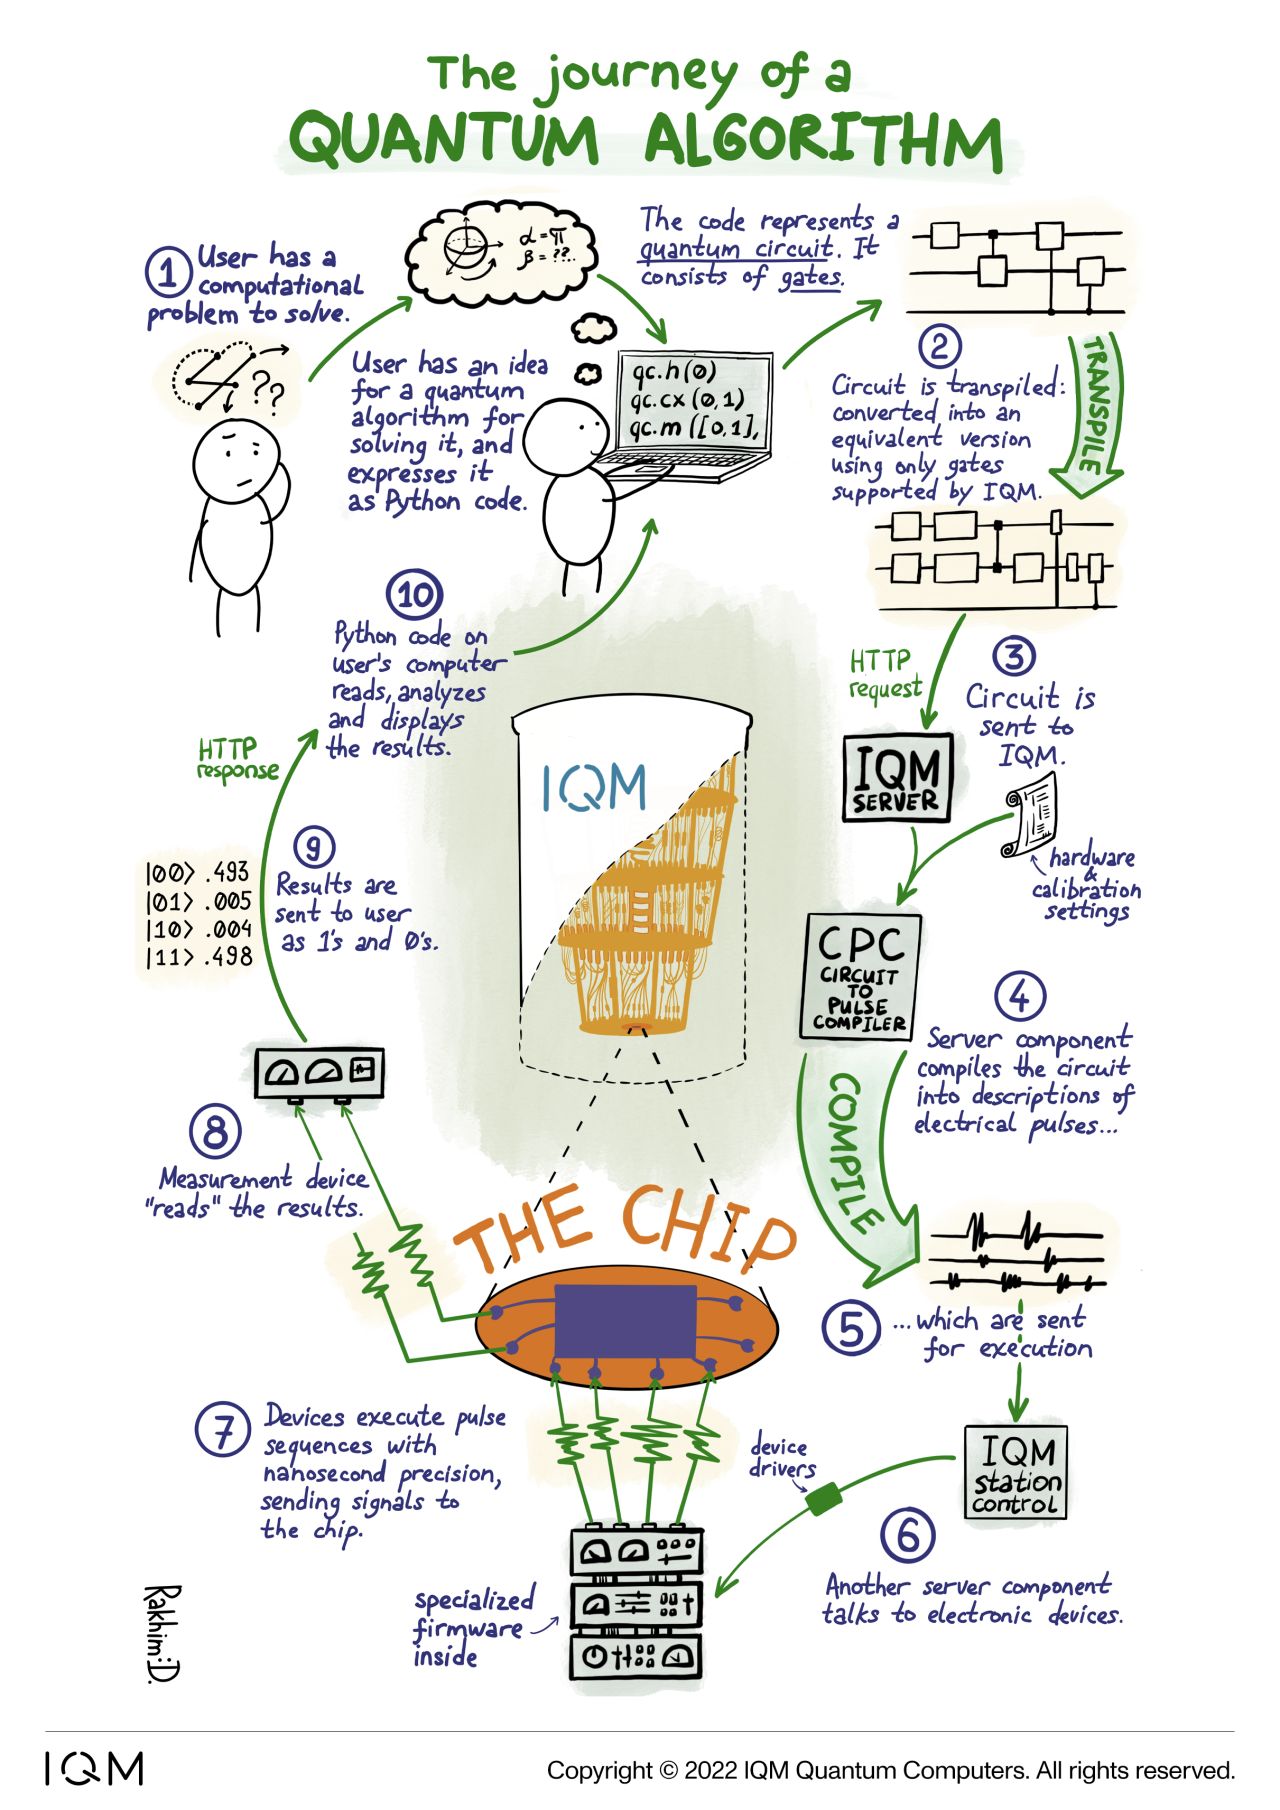 The journey of a
QUANTUM ALGORITHM
1 User has a
computational
problem to solve.
??
α=π
β=??..
User has an idea
for a quantum
algorithm for
solving it, and
expresses it
as Python code.
qc.h(0)
qc.cx(0,1)
qc.m([0,1],
The code represents a
quantum circuit. It
consists of gates.
2
Circuit is transpiled:
converted into an
equivalent version
using only gates
supported by IQM.
TRANSPILE
HTTP
request
3
Circuit is
sent to
IQM.
IQM
SERVER
hardware
&
calibration
settings
CPC
CIRCUIT
TO
PULSE
COMPILER
4
Server component
compiles the circuit
into descriptions of
electrical pulses...
COMPILE
5 ...which are sent
for execution
IQM
station
control
6
Another server component
talks to electronic devices.
device
drivers
specialized
firmware
inside
7 Devices execute pulse
sequences with
nanosecond precision,
sending signals to
the chip.
THE CHIP
IQM
8
Measurement device
"reads" the results.
9
Results are
sent to user
as 1's and 0's.
|00> .493
|01> .005
|10> .004
|11> .498
HTTP
response
10
Python code on
user's computer
reads, analyzes
and displays
the results.
Rakhim:D.
IQM
Copyright © 2022 IQM Quantum Computers. All rights reserved.